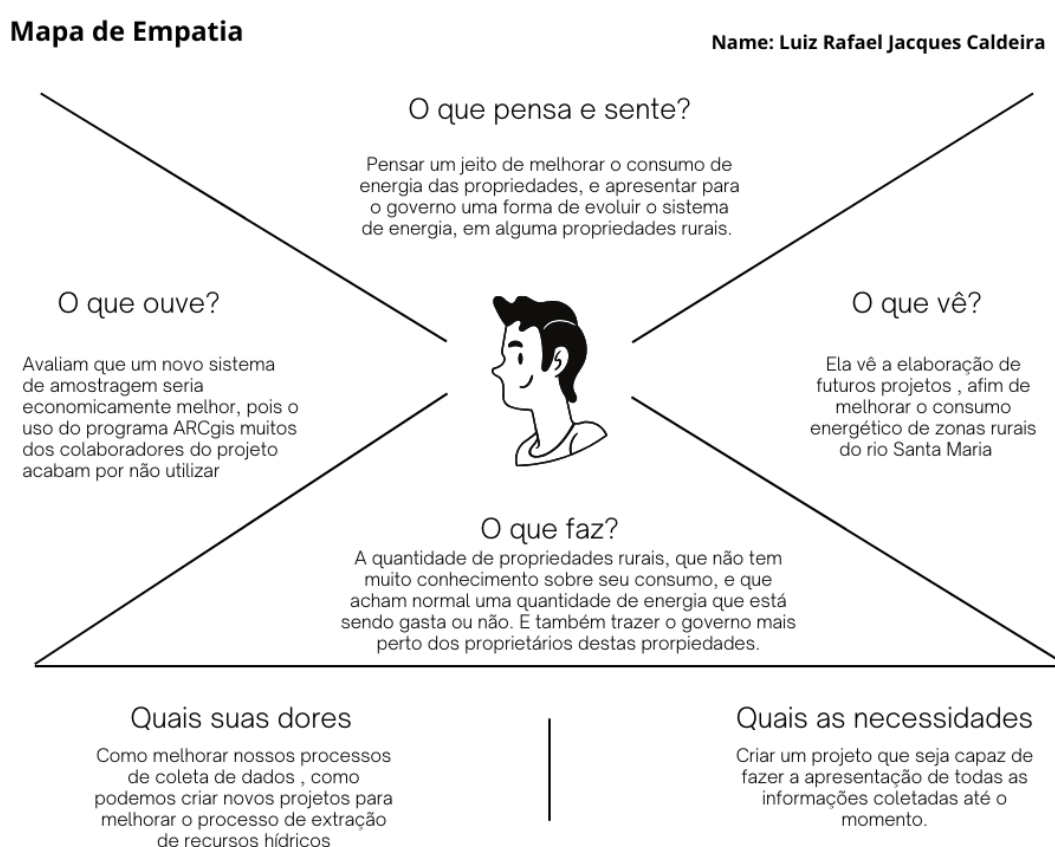 Mapa de Empatia
Name: Luiz Rafael Jacques Caldeira
O que pensa e sente?
Pensar um jeito de melhorar o consumo de
energia das propriedades, e apresentar para
o governo uma forma de evoluir o sistema
de energia, em alguma propriedades rurais.
O que ouve?
Avaliam que um novo sistema
de amostragem seria
economicamente melhor, pois o
uso do programa ARCgis muitos
dos colaboradores do projeto
acabam por não utilizar
O que vê?
Ela vê a elaboração de
futuros projetos , afim de
melhorar o consumo
energético de zonas rurais
do rio Santa Maria
O que faz?
A quantidade de propriedades rurais, que não tem
muito conhecimento sobre seu consumo, e que
acham normal uma quantidade de energia que está
sendo gasta ou não. E também trazer o governo mais
perto dos proprietários destas prorpiedades.
Quais suas dores
Como melhorar nossos processos
de coleta de dados , como
podemos criar novos projetos para
melhorar o processo de extração
de recursos hídricos
Quais as necessidades
Criar um projeto que seja capaz de
fazer a apresentação de todas as
informações coletadas até o
momento.